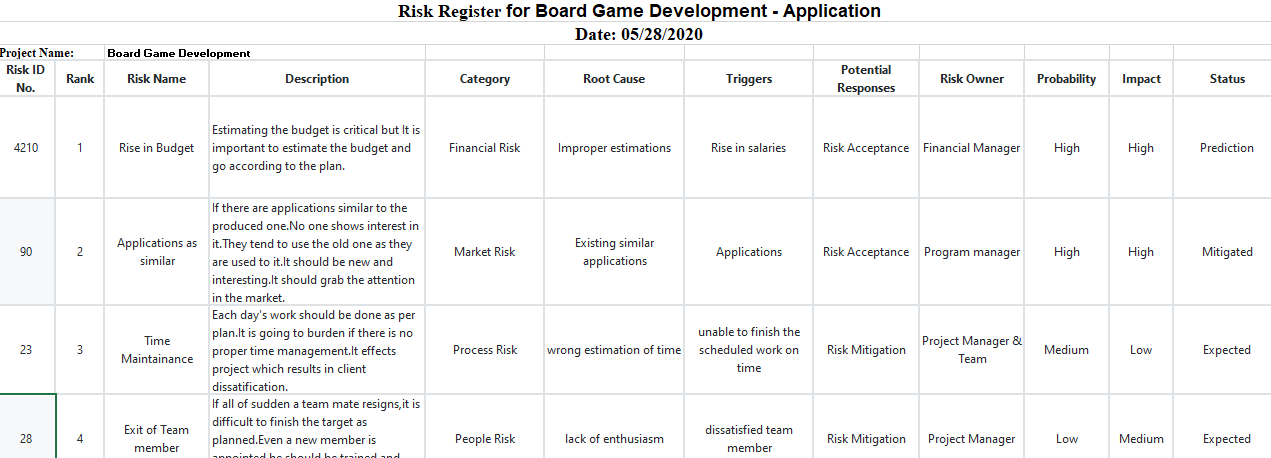 Risk Register for Board Game Development - Application
Date: 05/28/2020
Project Name: Board Game Development
Risk ID No. Rank Risk Name Description Category Root Cause Triggers Potential Responses Risk Owner Probability Impact Status
4210 1 Rise in Budget
Estimating the budget is critical but It is
important to estimate the budget and
go according to the plan.
Financial Risk Improper estimations Rise in salaries Risk Acceptance Financial Manager High High Prediction
90 2 Applications as
similar
If there are applications similar to the
produced one.No one shows interest in
it.They tend to use the old one as they
are used to it.It should be new and
interesting.It should grab the attention
in the market.
Market Risk Existing similar
applications
Applications Risk Acceptance Program manager High High Mitigated
23 3 Time
Maintainance
Each day's work should be done as per
plan.It is going to burden if there is no
proper time management.It effects
project which results in client
dissatification.
Process Risk wrong estimation of time
unable to finish the
scheduled work on
time
Risk Mitigation Project Manager &
Team
Medium Low Expected
28 4 Exit of Team
member
If all of sudden a team mate resigns,it is
difficult to finish the target as
planned.Even a new member is
appointed he should be trained and
People Risk lack of enthusiasm dissatisfied team
member
Risk Mitigation Project Manager Low Medium Expected